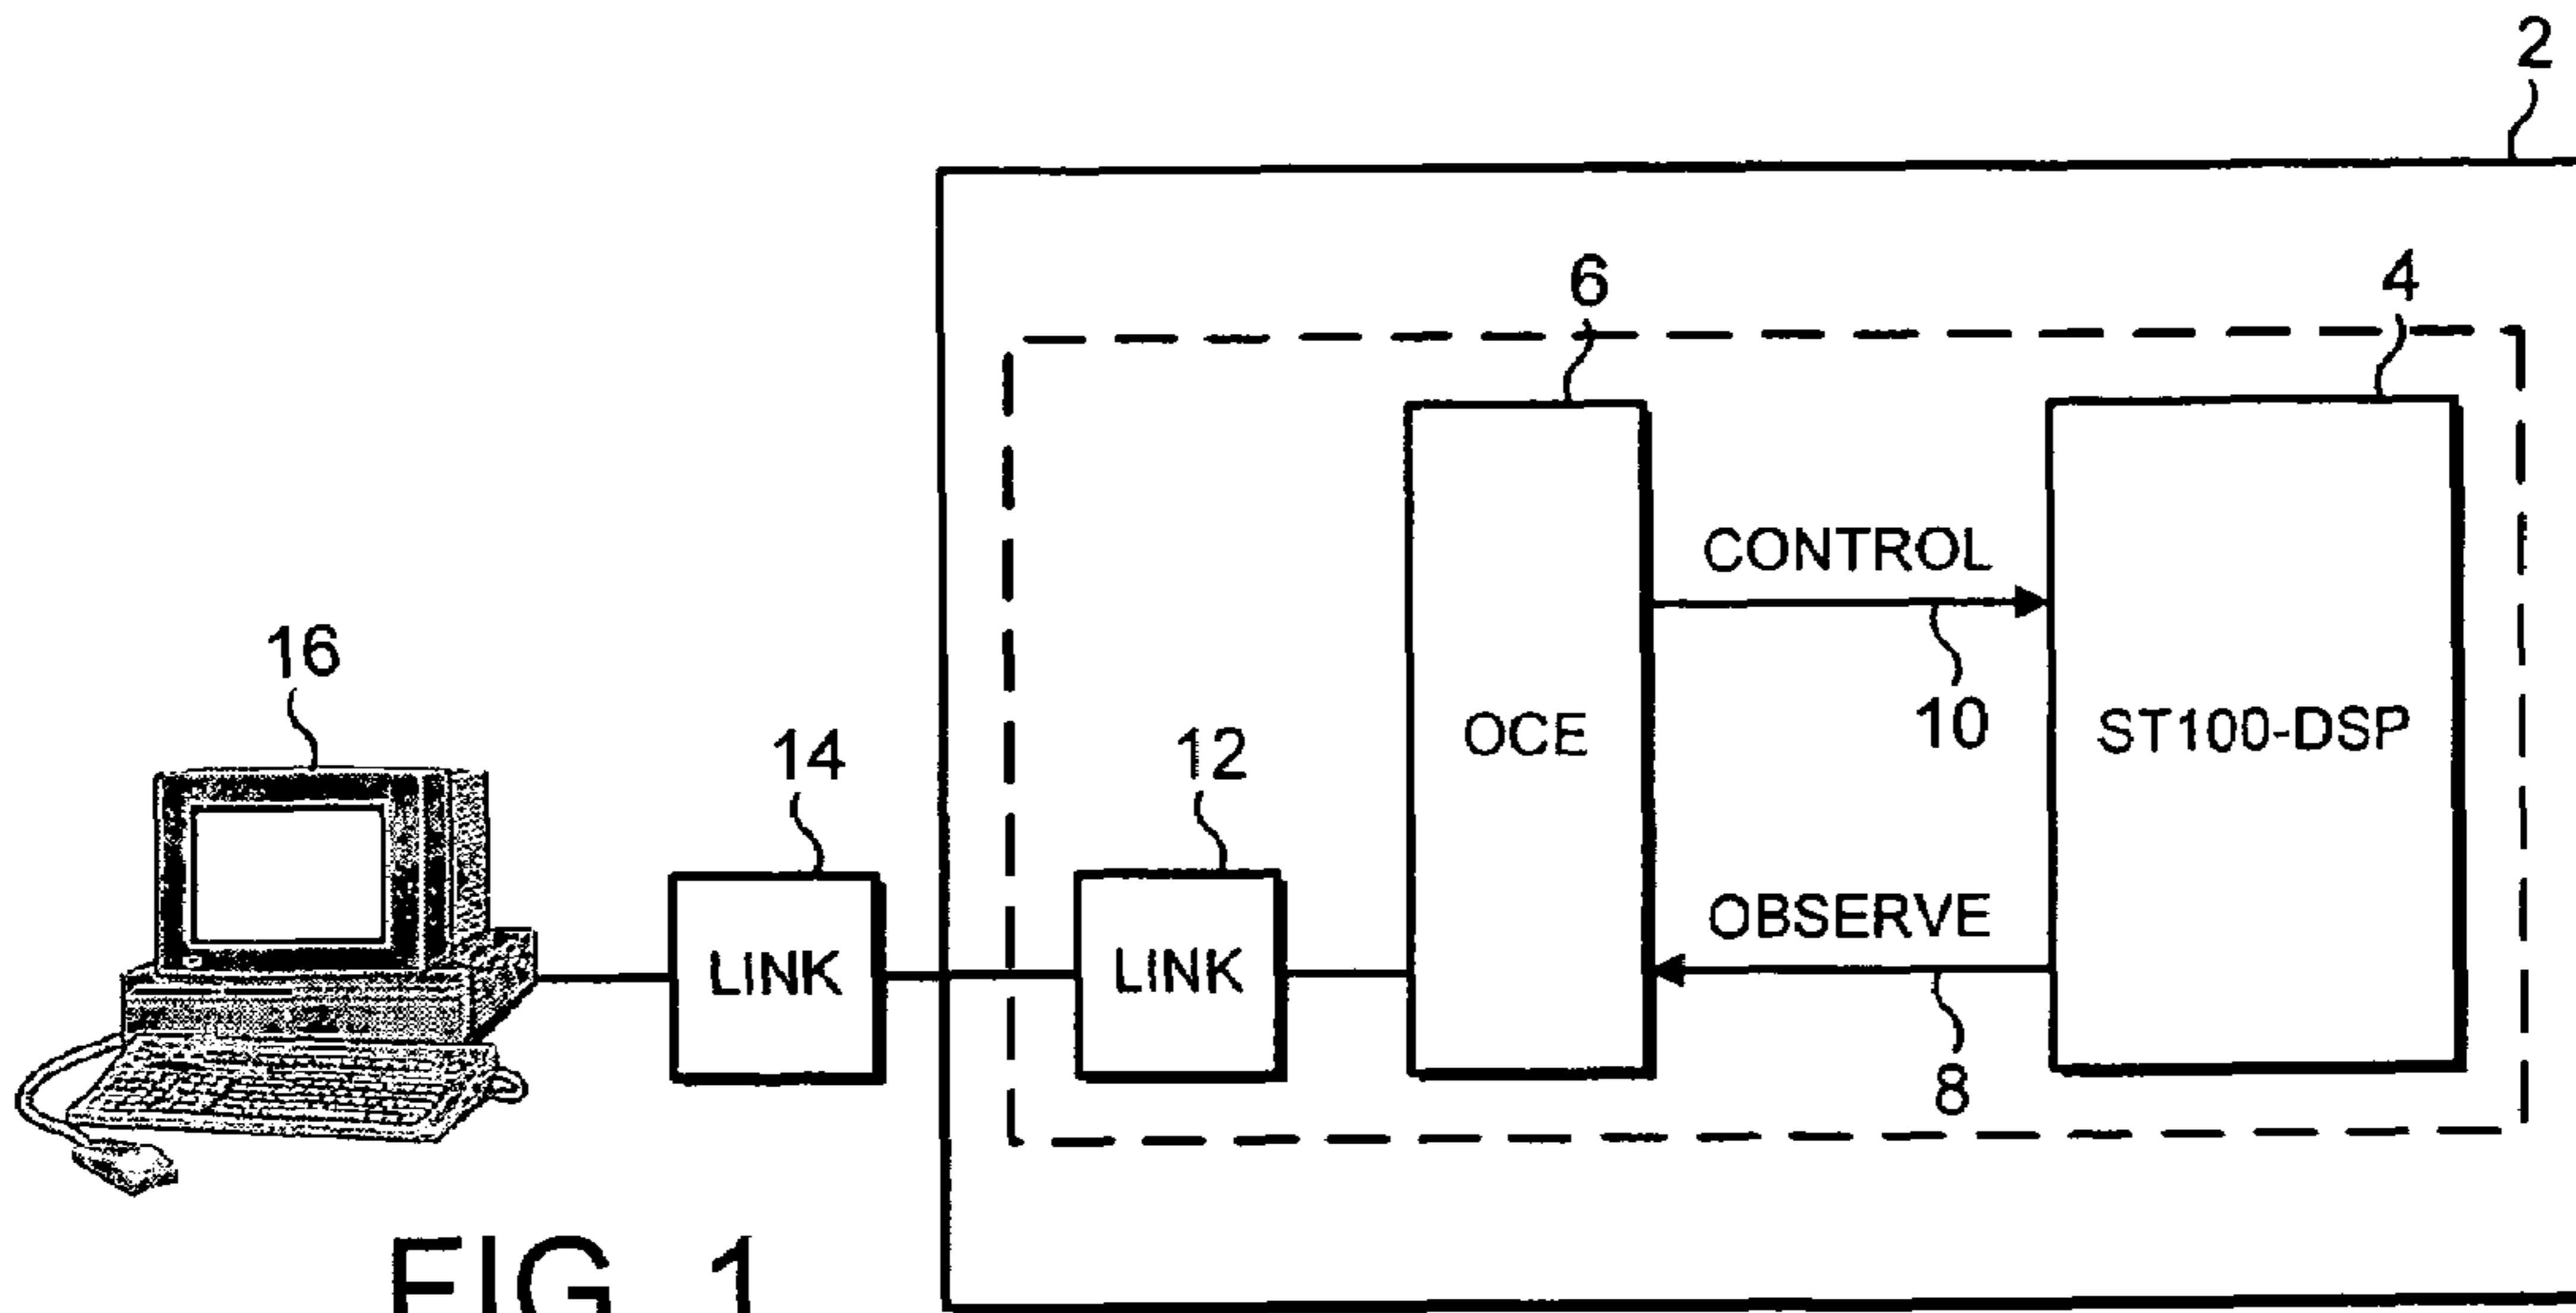 2
6
4
CONTROL
16
10
OCE
ST100-DSP
14
12
OBSERVE
LINK
LINK
8
FIG. 1